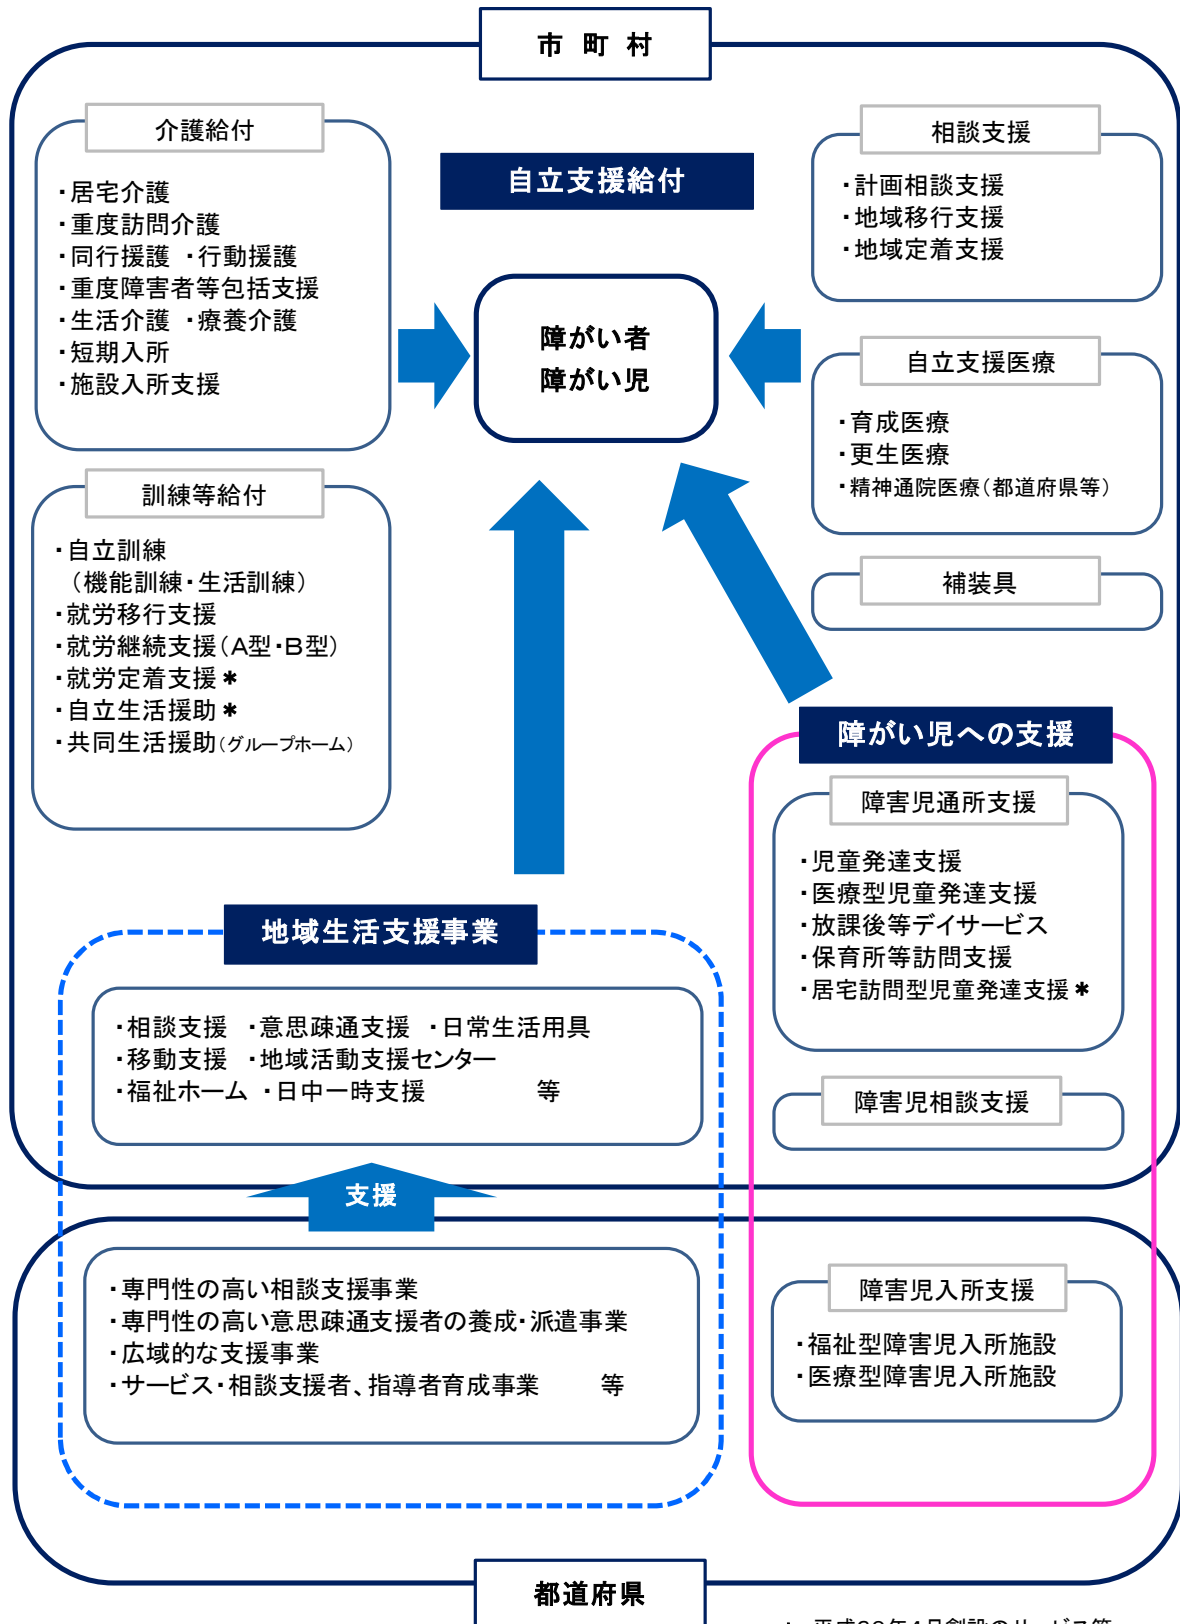 市 町 村
介護給付
・居宅介護
・重度訪問介護
・同行援護 ・行動援護
・重度障害者等包括支援
・生活介護 ・療養介護
・短期入所
・施設入所支援
自立支援給付
相談支援
・計画相談支援
・地域移行支援
・地域定着支援
障がい者
障がい児
自立支援医療
・育成医療
・更生医療
・精神通院医療(都道府県等)
訓練等給付
・自立訓練
(機能訓練・生活訓練)
・就労移行支援
・就労継続支援(A型・B型)
・就労定着支援＊
・自立生活援助＊
・共同生活援助(グループホーム)
補装具
障がい児への支援
障害児通所支援
・児童発達支援
・医療型児童発達支援
・放課後等デイサービス
・保育所等訪問支援
・居宅訪問型児童発達支援＊
障害児相談支援
地域生活支援事業
・相談支援 ・意思疎通支援 ・日常生活用具
・移動支援 ・地域活動支援センター
・福祉ホーム ・日中一時支援 等
支援
・専門性の高い相談支援事業
・専門性の高い意思疎通支援者の養成・派遣事業
・広域的な支援事業
・サービス・相談支援者、指導者育成事業 等
障害児入所支援
・福祉型障害児入所施設
・医療型障害児入所施設
都道府県